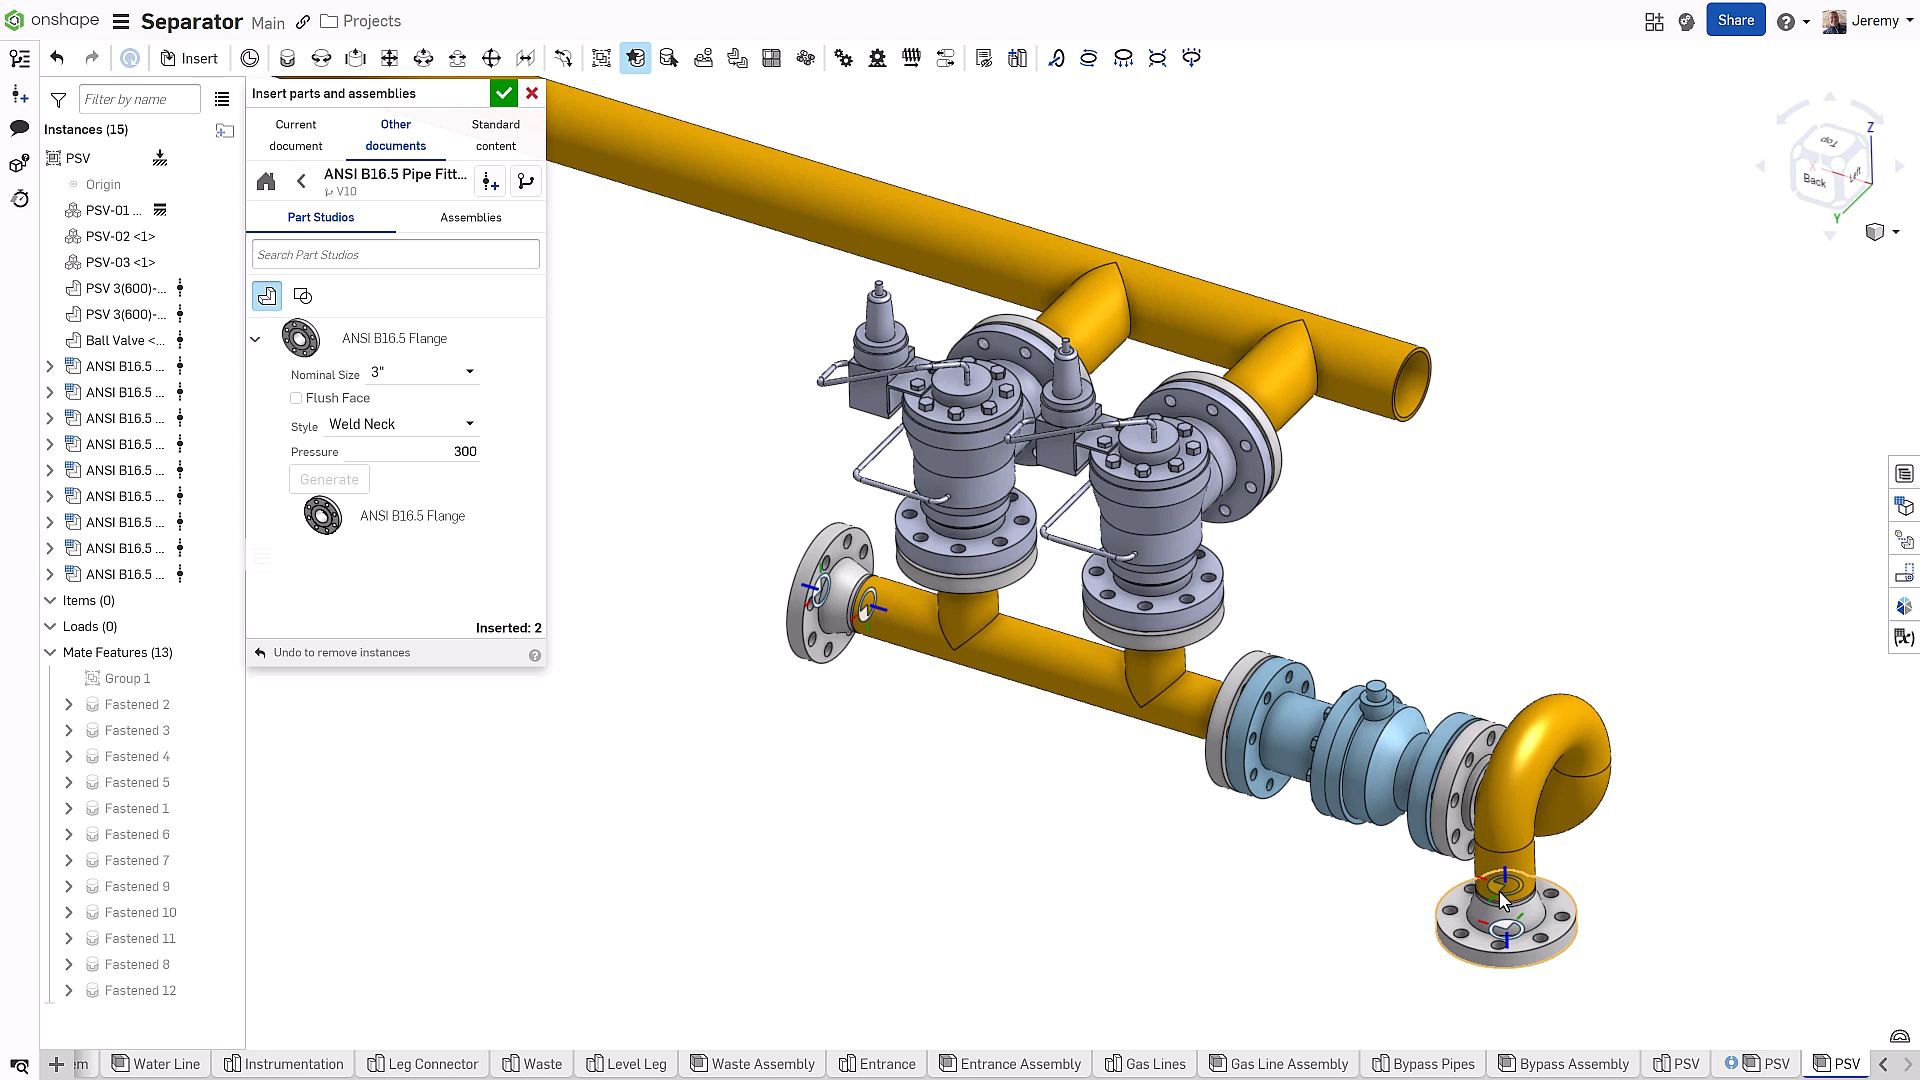 onshape Separator Main Projects Share Jeremy
Insert
Filter by name
Instances (15)
PSV
Origin
PSV-01 ...
PSV-02 <1>
PSV-03 <1>
PSV 3(600)-...
PSV 3(600)-...
Ball Valve <...
ANSI B16.5 ...
ANSI B16.5 ...
ANSI B16.5 ...
ANSI B16.5 ...
ANSI B16.5 ...
ANSI B16.5 ...
ANSI B16.5 ...
ANSI B16.5 ...
ANSI B16.5 ...
Items (0)
Loads (0)
Mate Features (13)
Group 1
Fastened 2
Fastened 3
Fastened 4
Fastened 5
Fastened 1
Fastened 6
Fastened 7
Fastened 9
Fastened 10
Fastened 11
Fastened 8
Fastened 12
Insert parts and assemblies
Current document
Other documents
Standard content
ANSI B16.5 Pipe Fitt...
V10
Part Studios Assemblies
Search Part Studios
ANSI B16.5 Flange
Nominal Size 3"
Flush Face
Style Weld Neck
Pressure 300
Generate
ANSI B16.5 Flange
Inserted: 2
Undo to remove instances
Z
Top
X
Back
Left
Y
em Water Line Instrumentation Leg Connector Waste Level Leg Waste Assembly Entrance Entrance Assembly Gas Lines Gas Line Assembly Bypass Pipes Bypass Assembly PSV PSV PSV